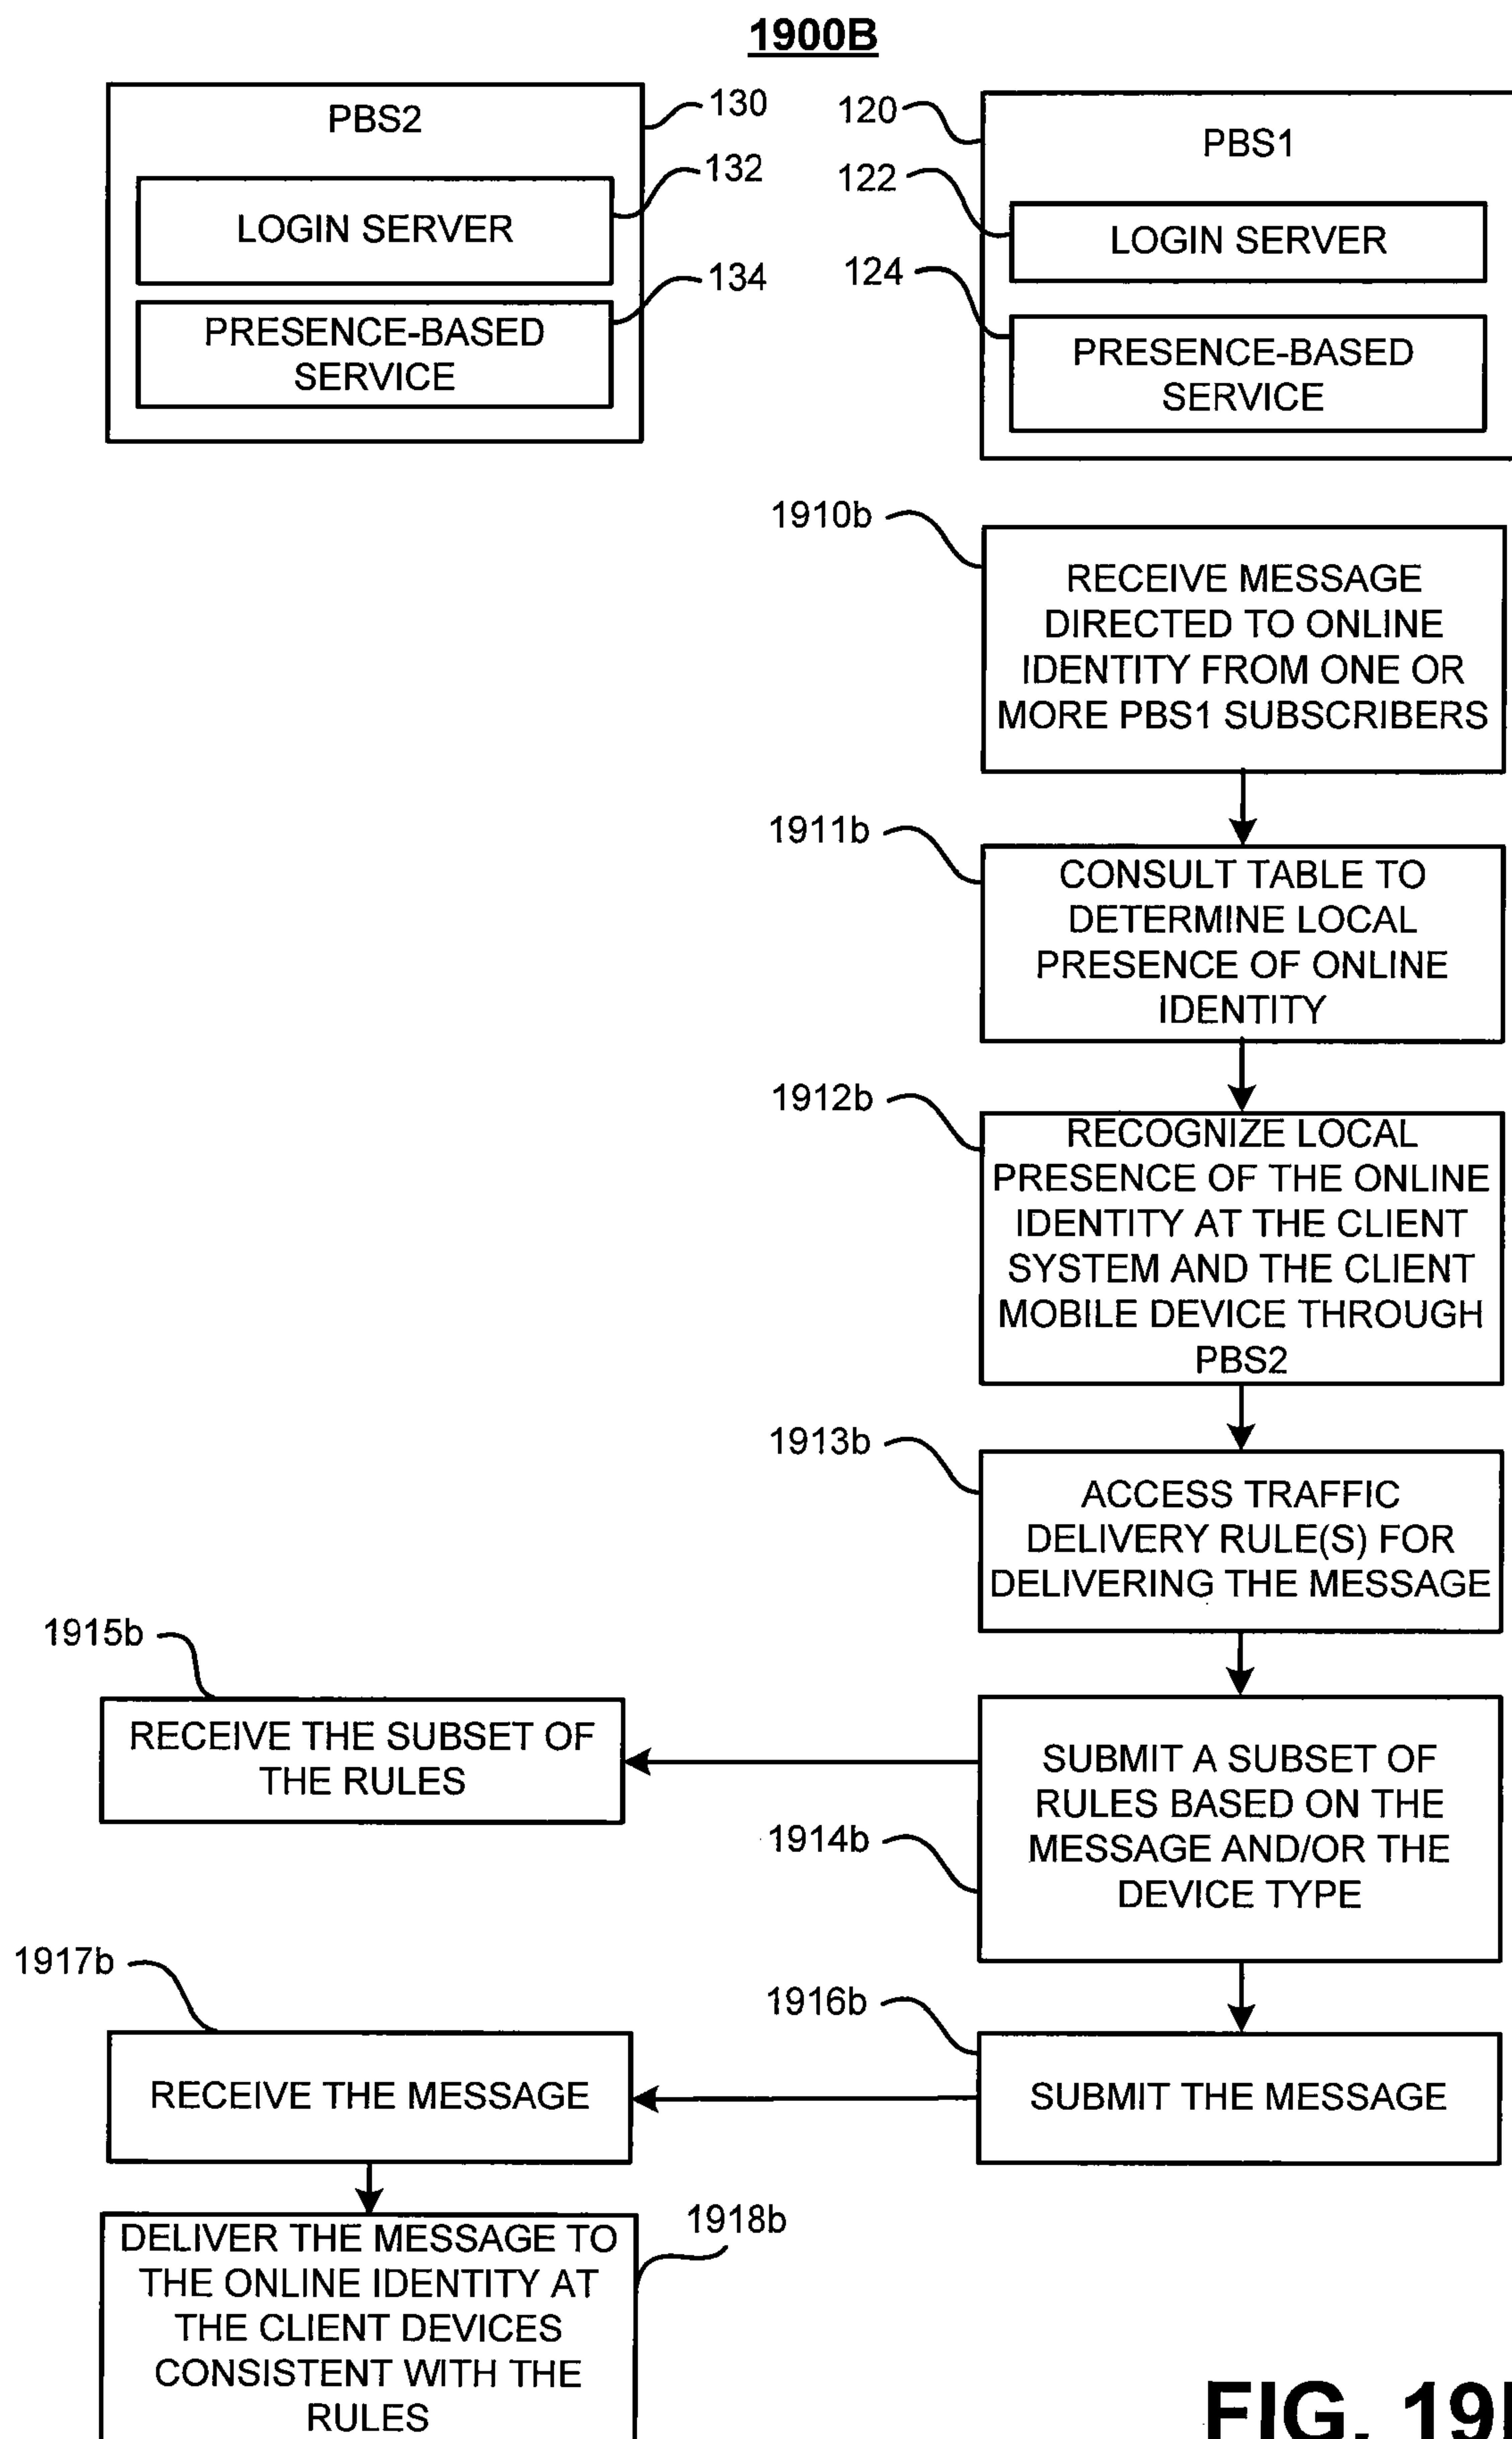 1900B
PBS2
130
LOGIN SERVER
132
PRESENCE-BASED
SERVICE
134
120
PBS1
122
LOGIN SERVER
124
PRESENCE-BASED
SERVICE
1910b
RECEIVE MESSAGE
DIRECTED TO ONLINE
IDENTITY FROM ONE OR
MORE PBS1 SUBSCRIBERS
1911b
CONSULT TABLE TO
DETERMINE LOCAL
PRESENCE OF ONLINE
IDENTITY
1912b
RECOGNIZE LOCAL
PRESENCE OF THE ONLINE
IDENTITY AT THE CLIENT
SYSTEM AND THE CLIENT
MOBILE DEVICE THROUGH
PBS2
1913b
ACCESS TRAFFIC
DELIVERY RULE(S) FOR
DELIVERING THE MESSAGE
1915b
RECEIVE THE SUBSET OF
THE RULES
1914b
SUBMIT A SUBSET OF
RULES BASED ON THE
MESSAGE AND/OR THE
DEVICE TYPE
1917b
RECEIVE THE MESSAGE
1916b
SUBMIT THE MESSAGE
1918b
DELIVER THE MESSAGE TO
THE ONLINE IDENTITY AT
THE CLIENT DEVICES
CONSISTENT WITH THE
RULES
FIG.